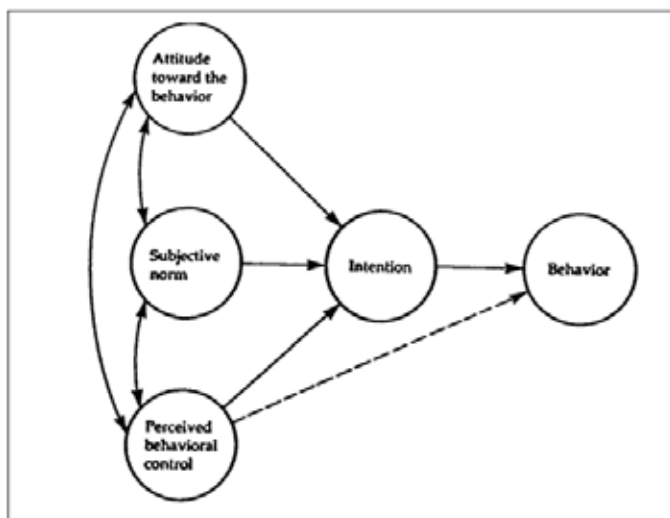 Attitude
toward the
behavior
Subjective
norm
Intention
Behavior
Perceived
behavioral
control